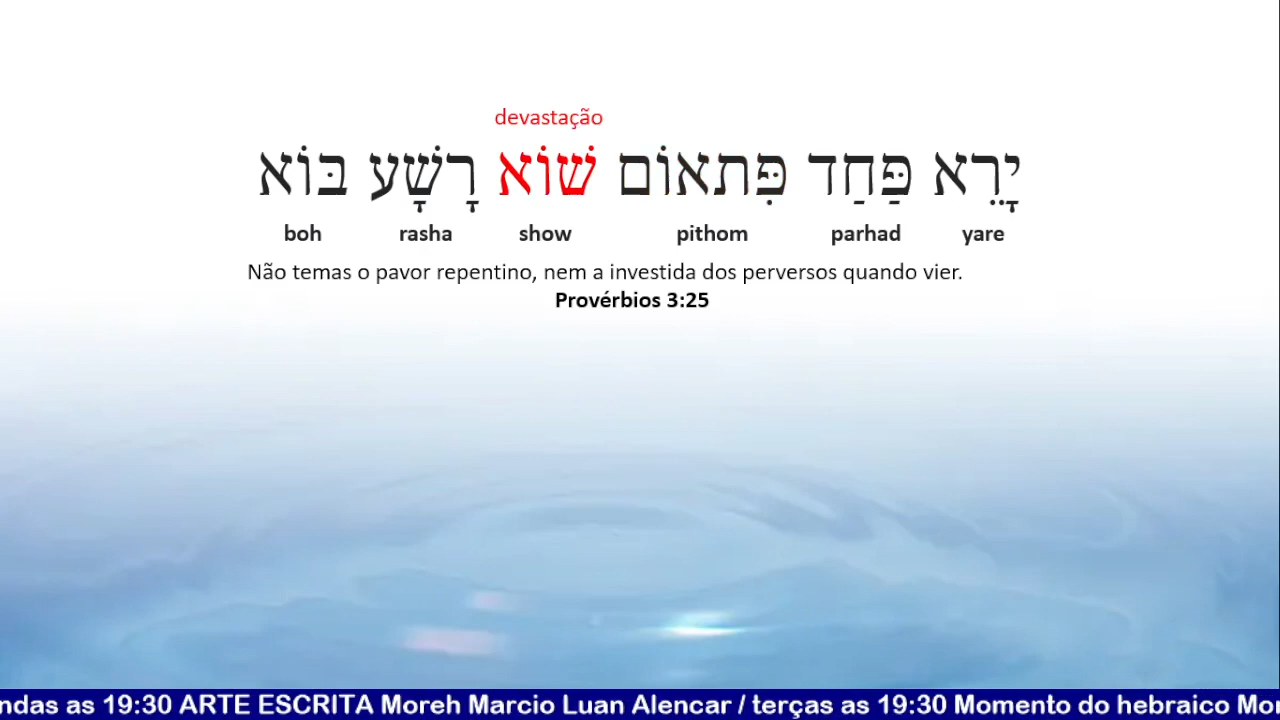 devastação
יָרֵא פַּחַד פִּתְאוֹם שׁוֹא רָשָׁע בּוֹא
boh rasha show pithom parhad yare
Não temas o pavor repentino, nem a investida dos perversos quando vier.
Provérbios 3:25
ndas as 19:30 ARTE ESCRITA Moreh Marcio Luan Alencar / terças as 19:30 Momento do hebraico Mor